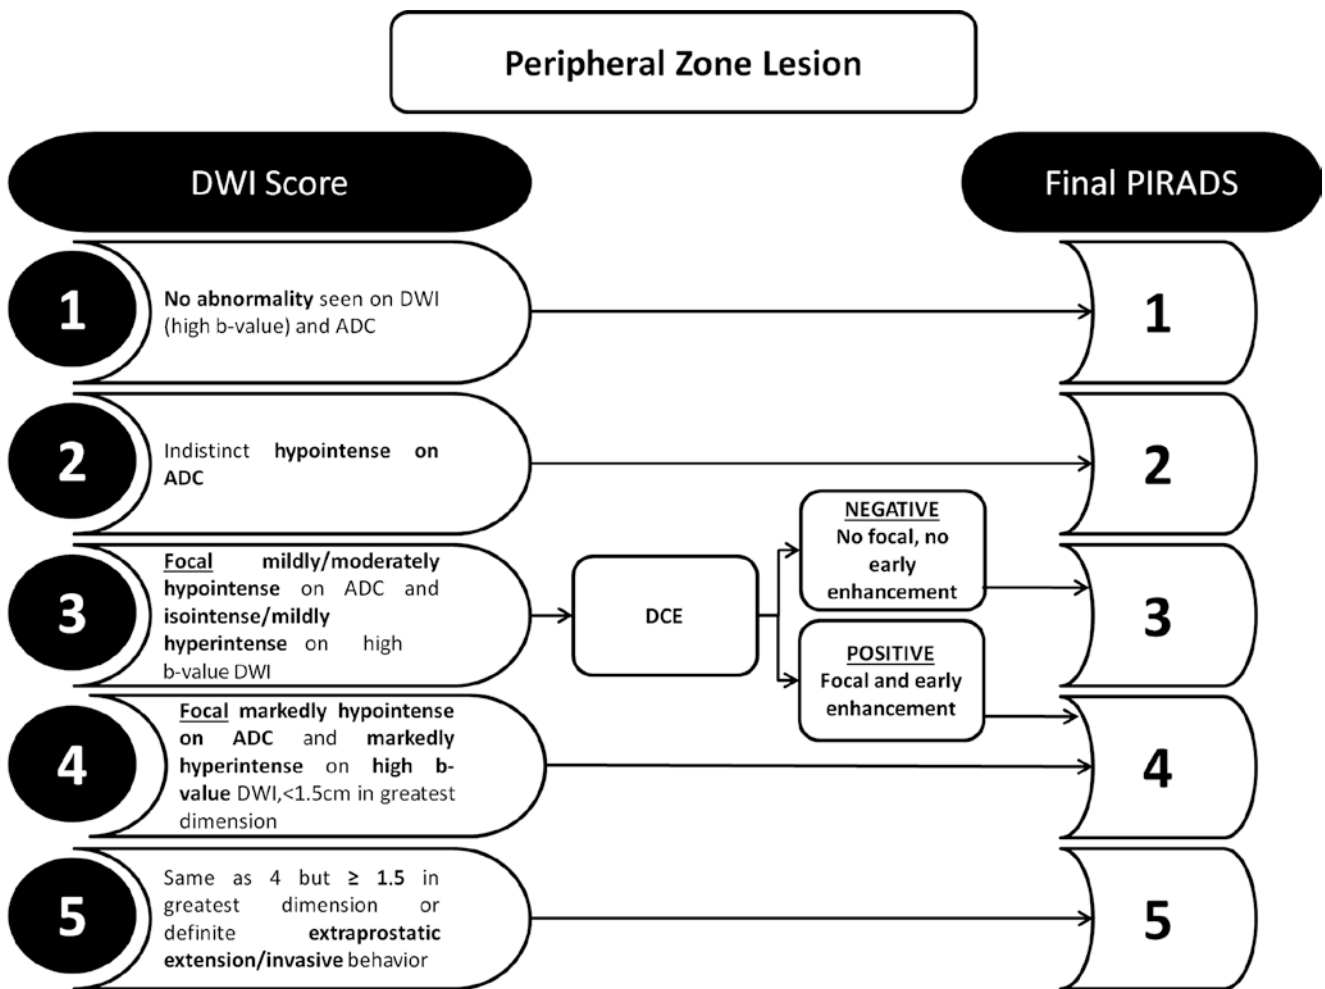 Peripheral Zone Lesion
DWI Score
Final PIRADS
1
No abnormality seen on DWI
(high b-value) and ADC
1
2
Indistinct hypointense on
ADC
2
3
Focal mildly/moderately
hypointense on ADC and
isointense/mildly
hyperintense on high
b-value DWI
DCE
NEGATIVE
No focal, no
early
enhancement
POSITIVE
Focal and early
enhancement
3
4
Focal markedly hypointense
on ADC and markedly
hyperintense on high b-
value DWI,<1.5cm in greatest
dimension
4
5
Same as 4 but ≥ 1.5 in
greatest dimension or
definite extraprostatic
extension/invasive behavior
5